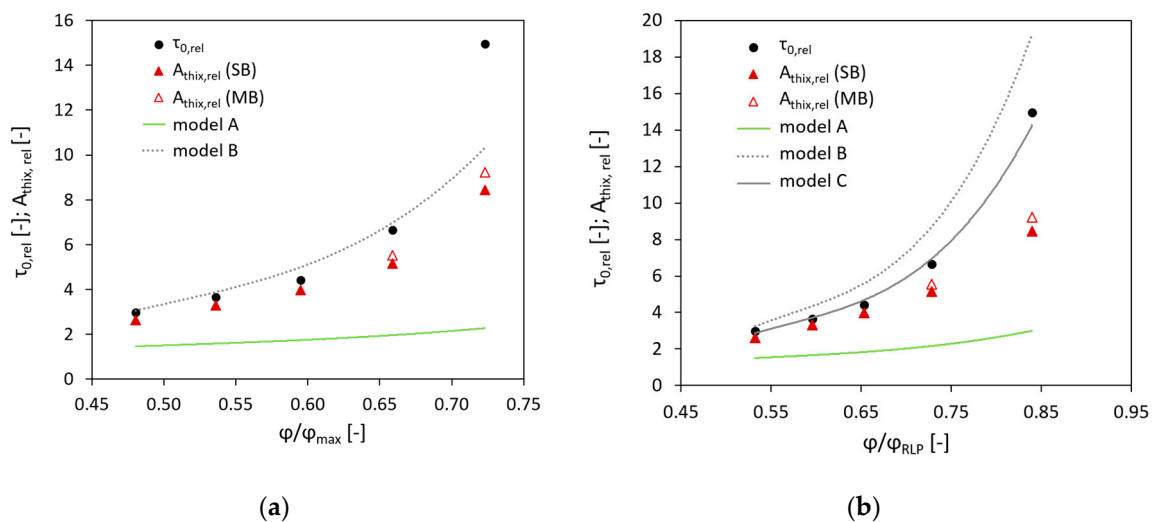 16
14
12
10
8
6
4
2
0
τ0,rel [-]; Athix, rel [-]
τ0,rel
Athix,rel (SB)
Athix,rel (MB)
model A
model B
0.45 0.50 0.55 0.60 0.65 0.70 0.75
φ/φmax [-]
(a)
20
18
16
14
12
10
8
6
4
2
0
τ0,rel [-]; Athix, rel [-]
τ0,rel
Athix,rel (SB)
Athix,rel (MB)
model A
model B
model C
0.45 0.55 0.65 0.75 0.85 0.95
φ/φRLP [-]
(b)